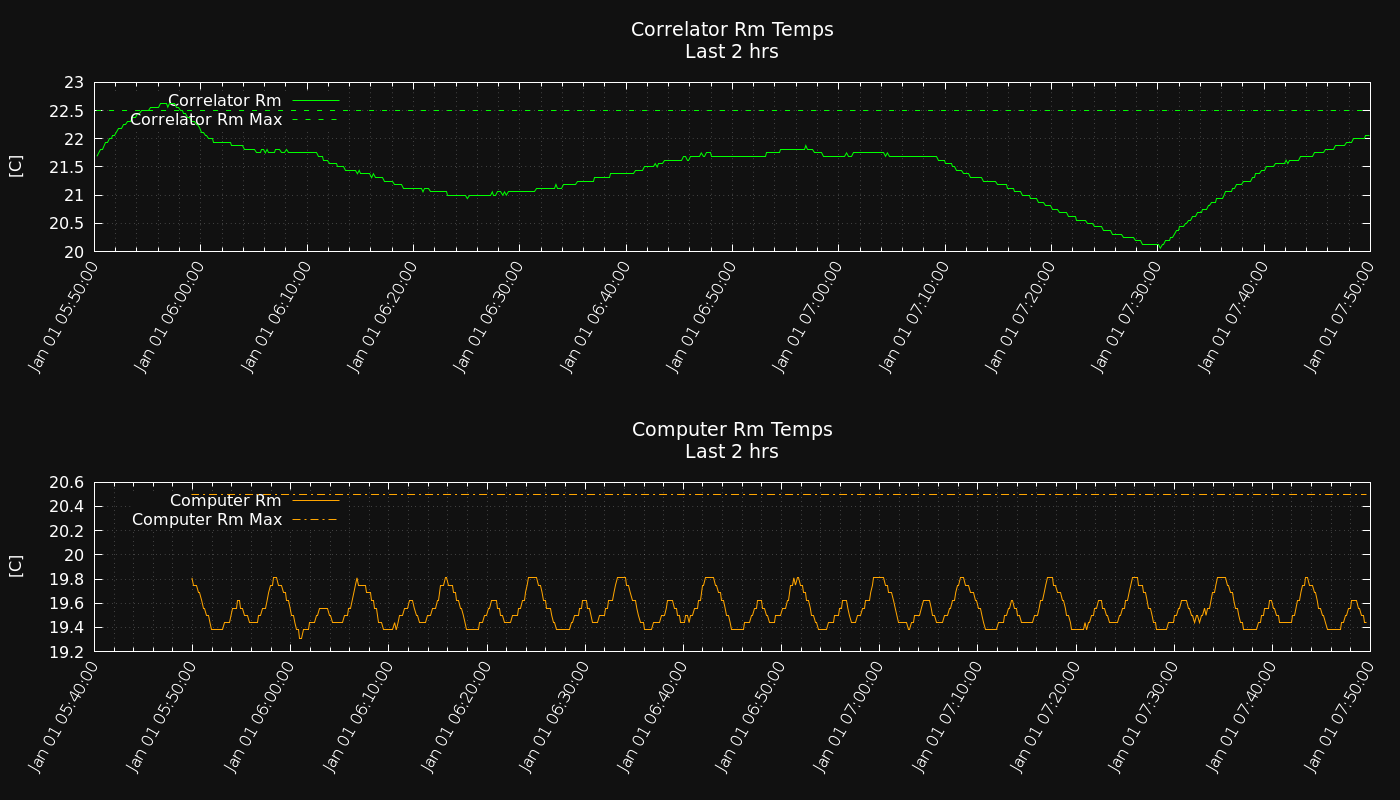 Correlator Rm Temps
Last 2 hrs
23
22.5
22
21.5
21
20.5
20
[C]
Correlator Rm
Correlator Rm Max
Jan 01 05:50:00
Jan 01 06:00:00
Jan 01 06:10:00
Jan 01 06:20:00
Jan 01 06:30:00
Jan 01 06:40:00
Jan 01 06:50:00
Jan 01 07:00:00
Jan 01 07:10:00
Jan 01 07:20:00
Jan 01 07:30:00
Jan 01 07:40:00
Jan 01 07:50:00
Computer Rm Temps
Last 2 hrs
20.6
20.4
20.2
20
19.8
19.6
19.4
19.2
[C]
Computer Rm
Computer Rm Max
Jan 01 05:40:00
Jan 01 05:50:00
Jan 01 06:00:00
Jan 01 06:10:00
Jan 01 06:20:00
Jan 01 06:30:00
Jan 01 06:40:00
Jan 01 06:50:00
Jan 01 07:00:00
Jan 01 07:10:00
Jan 01 07:20:00
Jan 01 07:30:00
Jan 01 07:40:00
Jan 01 07:50:00